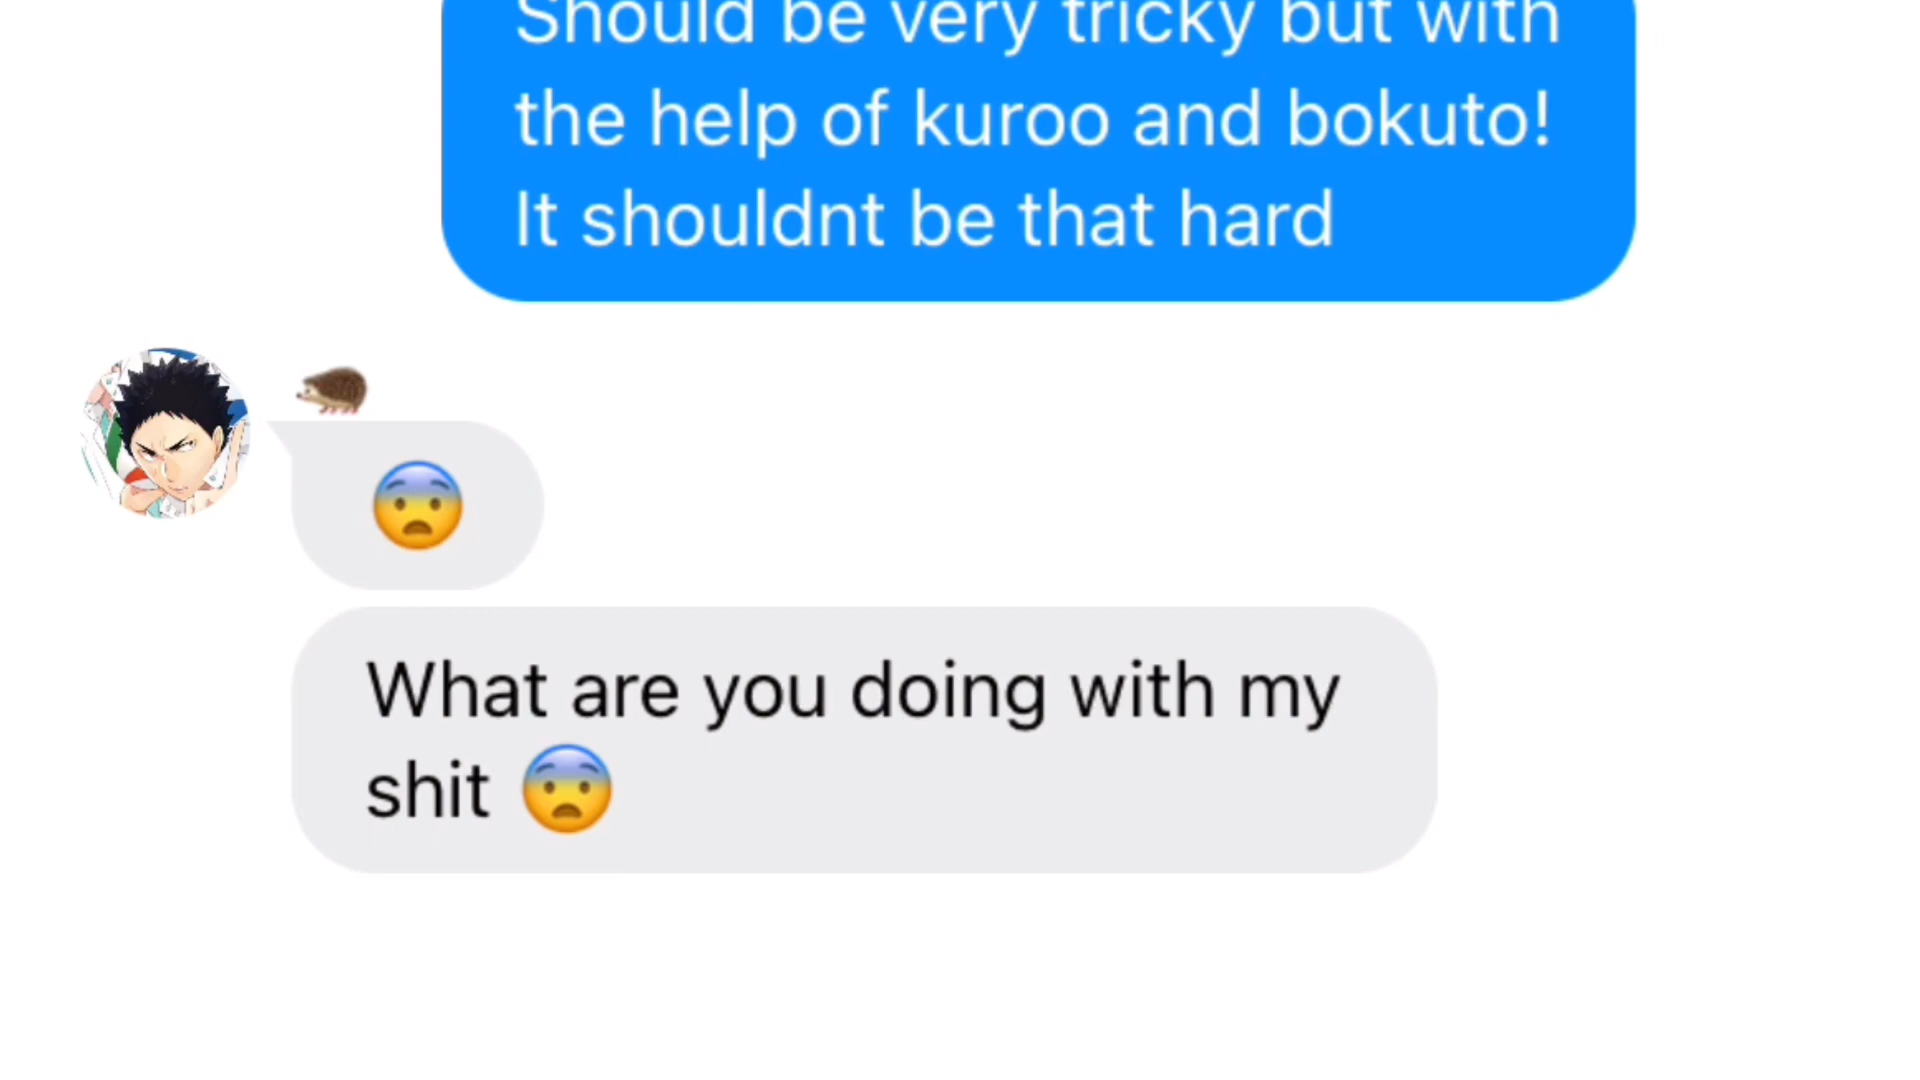 Should be very tricky but with
the help of kuroo and bokuto!
It shouldnt be that hard
🦔
😨
What are you doing with my
shit 😨